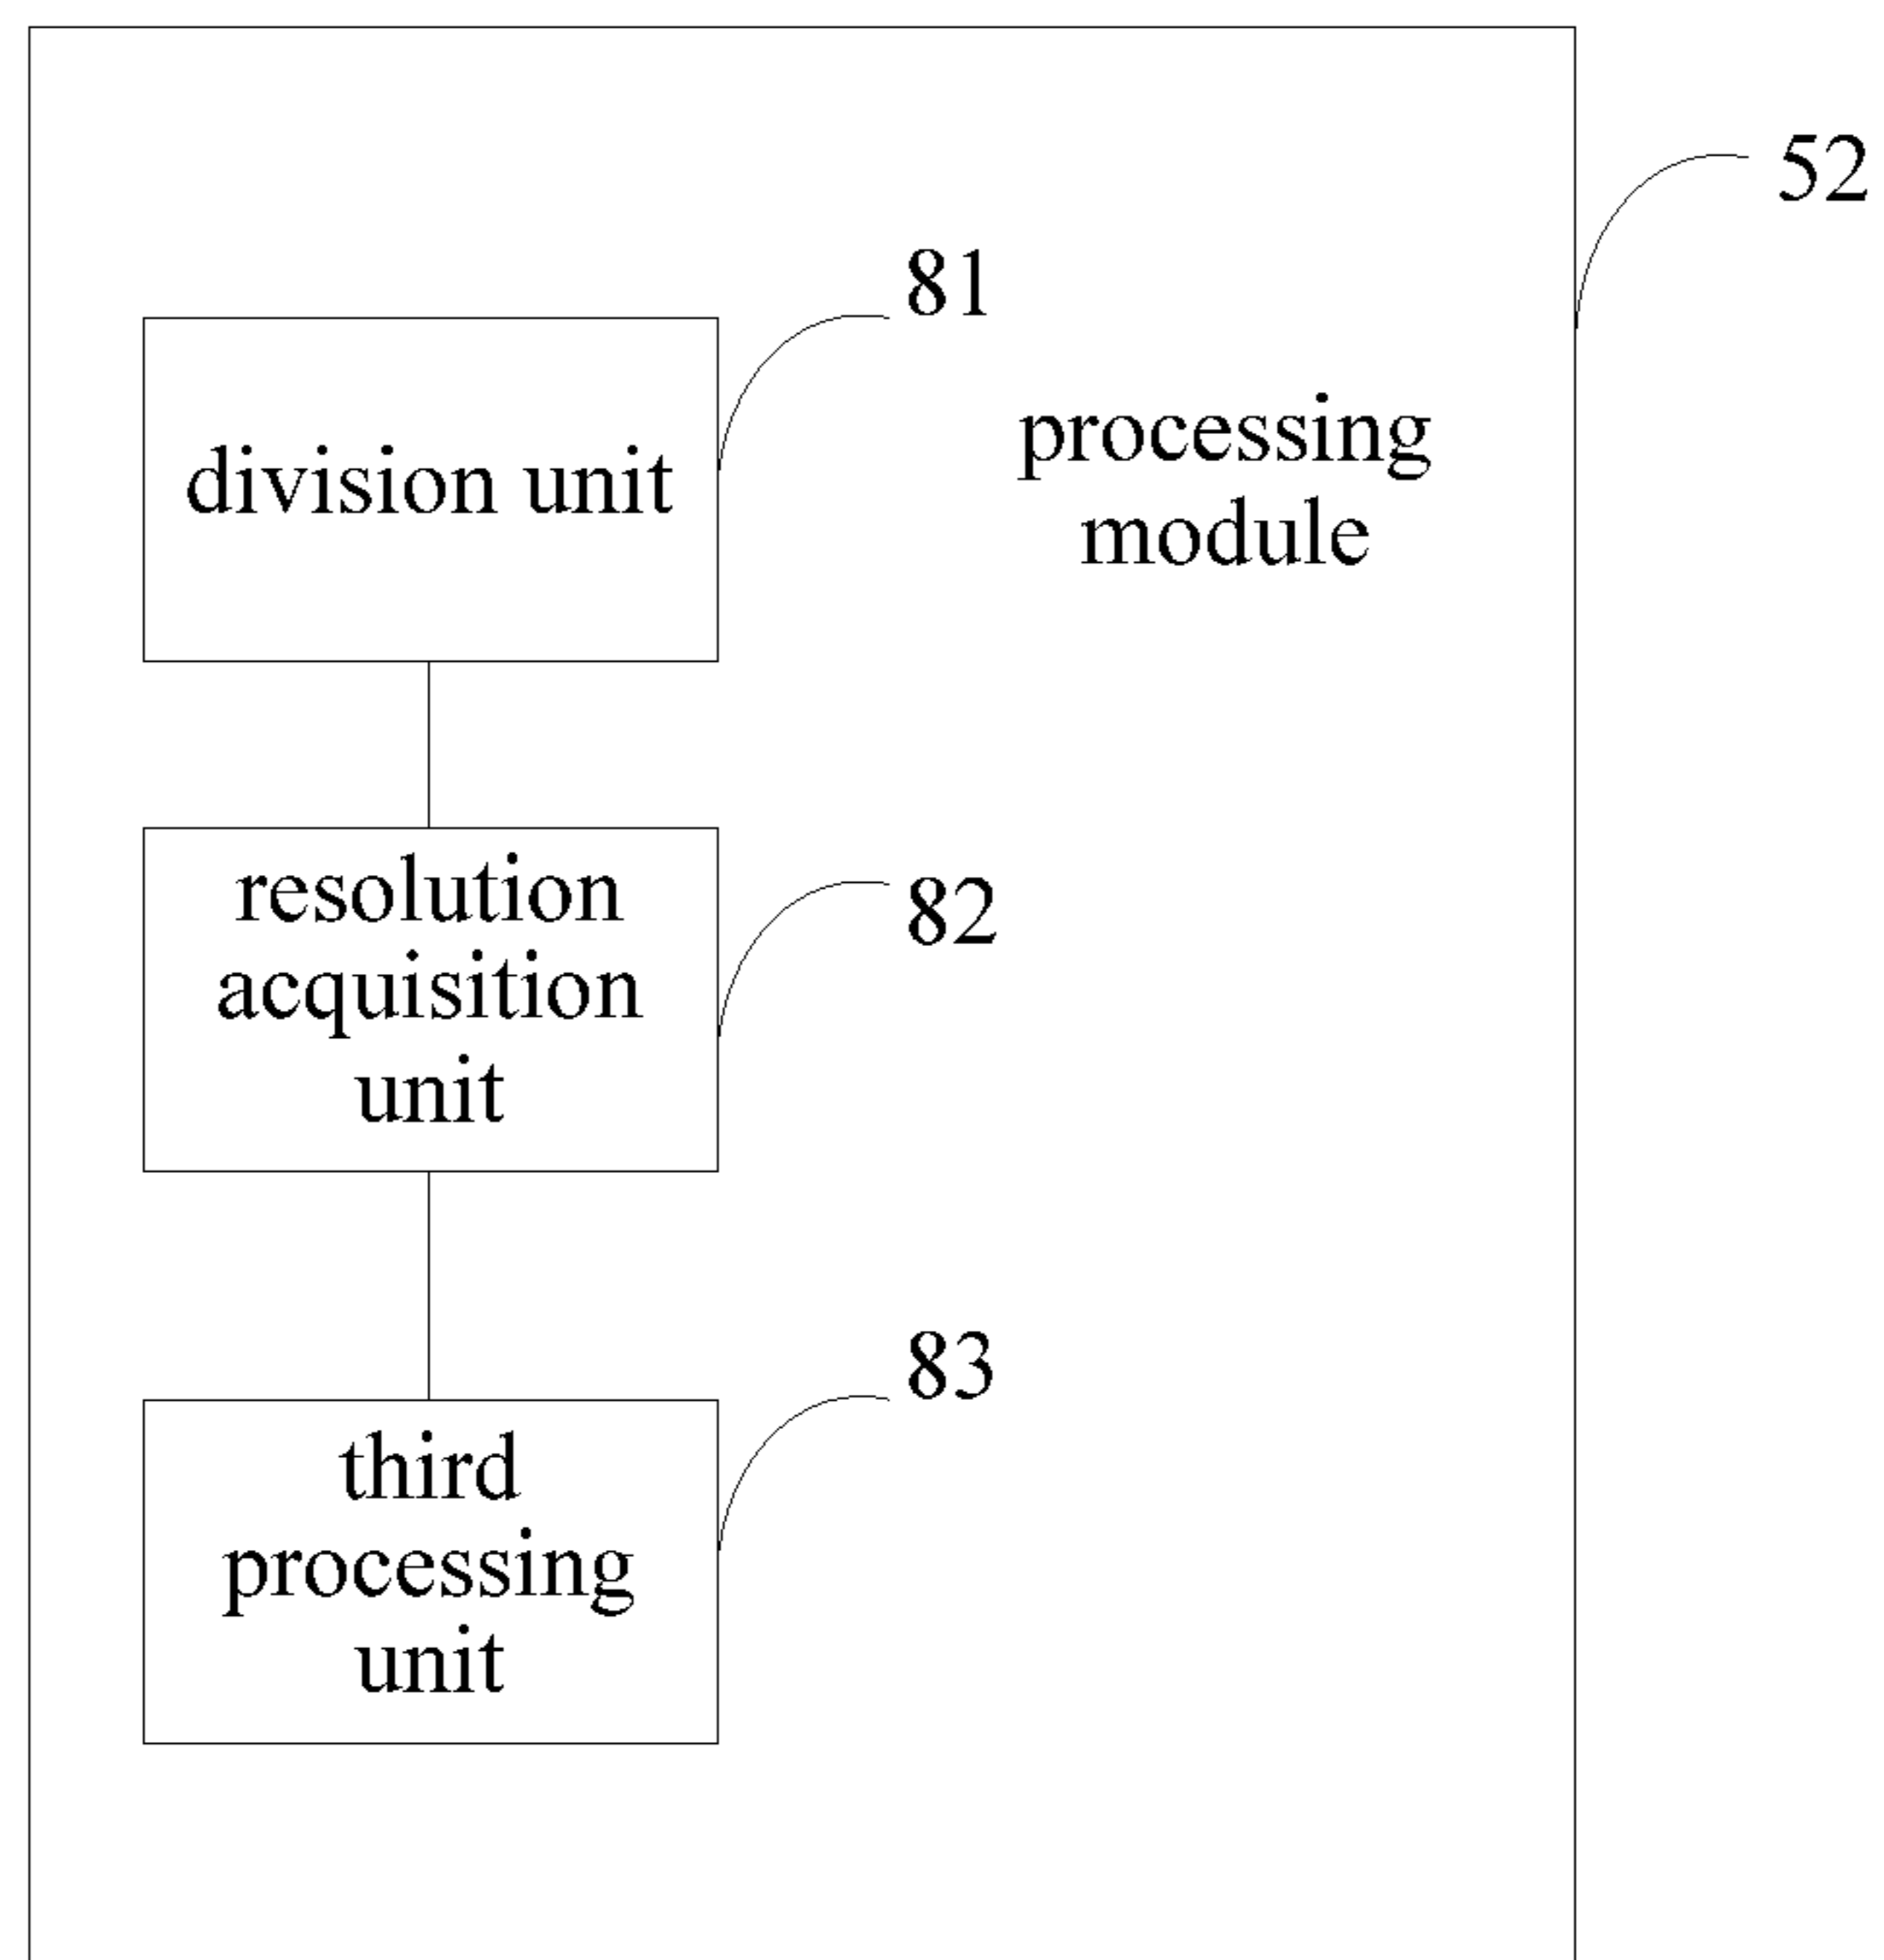 52
81
division unit
processing
module
resolution
acquisition
unit
82
third
processing
unit
83